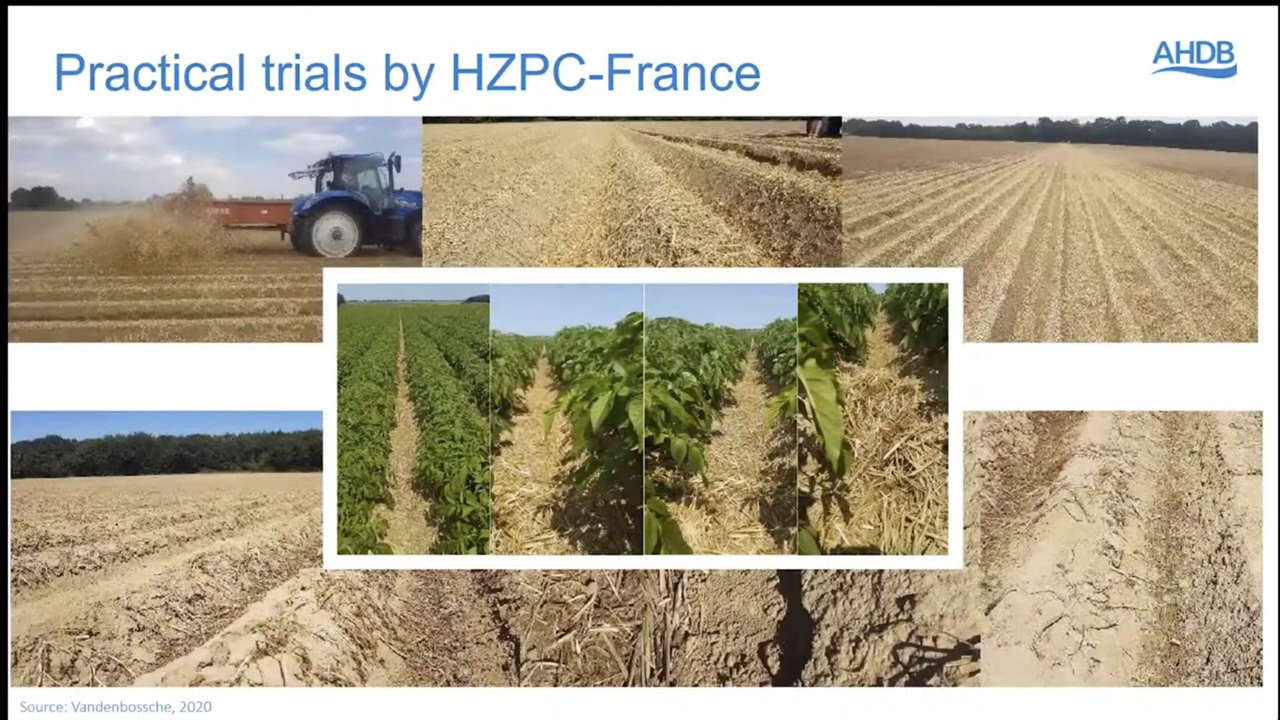 Practical trials by HZPC-France
AHDB
Source: Vandenbossche, 2020